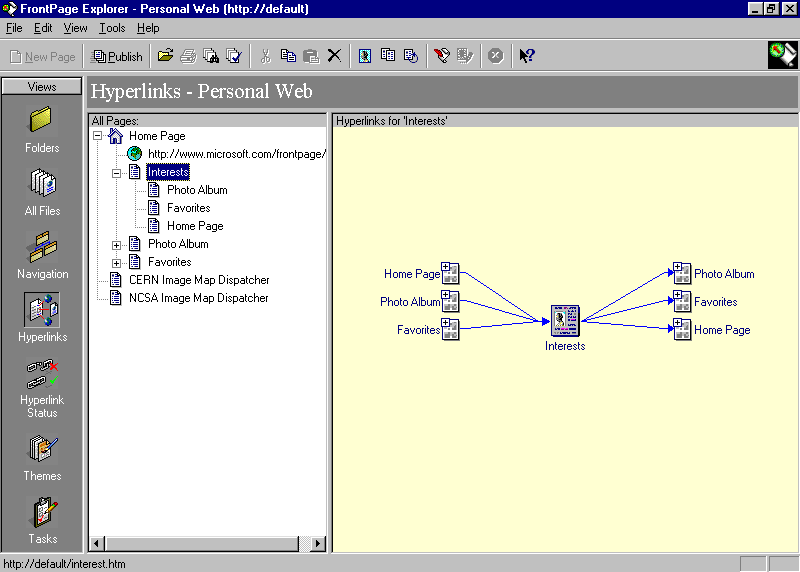 FrontPage Explorer - Personal Web (http://default)
File Edit View Tools Help
New Page Publish
Views
Hyperlinks - Personal Web
Folders
All Files
Navigation
Hyperlinks
Hyperlink
Status
Themes
Tasks
All Pages:
Home Page
http://www.microsoft.com/frontpage/
Interests
Photo Album
Favorites
Home Page
Photo Album
Favorites
CERN Image Map Dispatcher
NCSA Image Map Dispatcher
Hyperlinks for 'Interests'
Home Page
Photo Album
Favorites
Interests
Photo Album
Favorites
Home Page
http://default/interest.htm